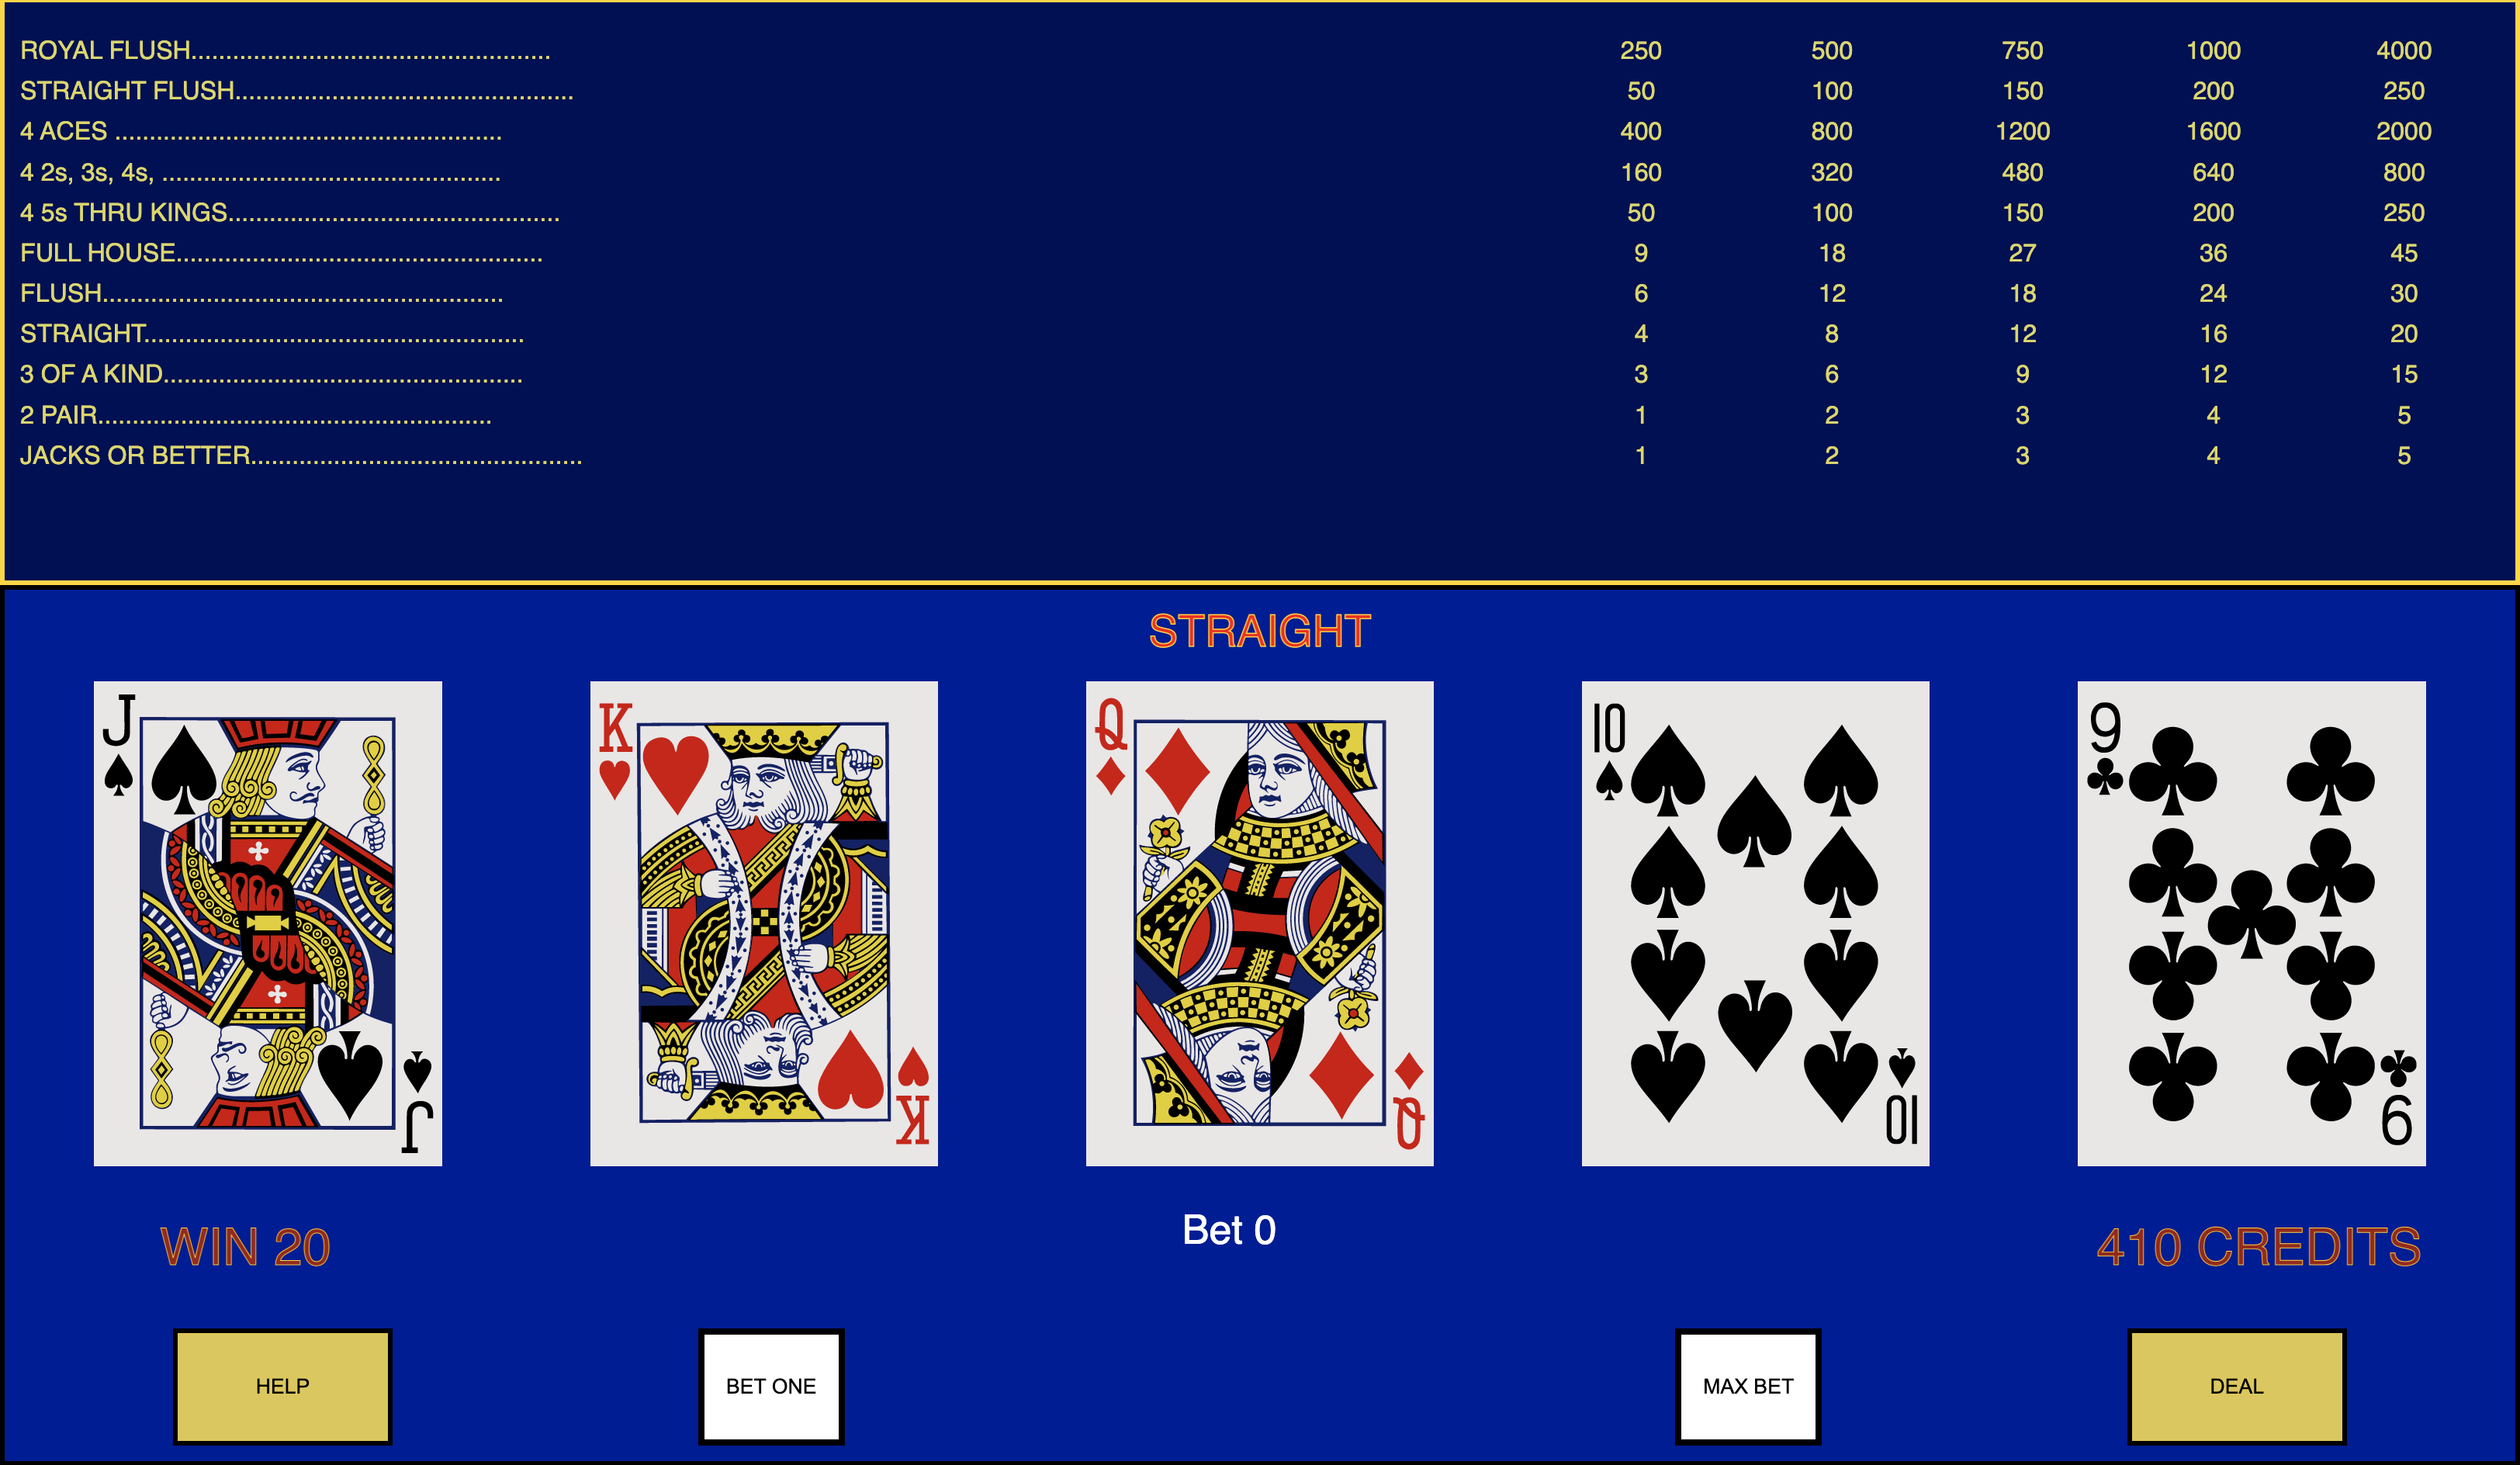 ROYAL FLUSH.................................................... 250 500 750 1000 4000
STRAIGHT FLUSH................................................. 50 100 150 200 250
4 ACES ........................................................ 400 800 1200 1600 2000
4 2s, 3s, 4s, ................................................. 160 320 480 640 800
4 5s THRU KINGS................................................ 50 100 150 200 250
FULL HOUSE..................................................... 9 18 27 36 45
FLUSH.......................................................... 6 12 18 24 30
STRAIGHT....................................................... 4 8 12 16 20
3 OF A KIND.................................................... 3 6 9 12 15
2 PAIR......................................................... 1 2 3 4 5
JACKS OR BETTER................................................ 1 2 3 4 5
STRAIGHT
J K Q 10 9
J K Q 10 9
WIN 20 Bet 0 410 CREDITS
HELP BET ONE MAX BET DEAL